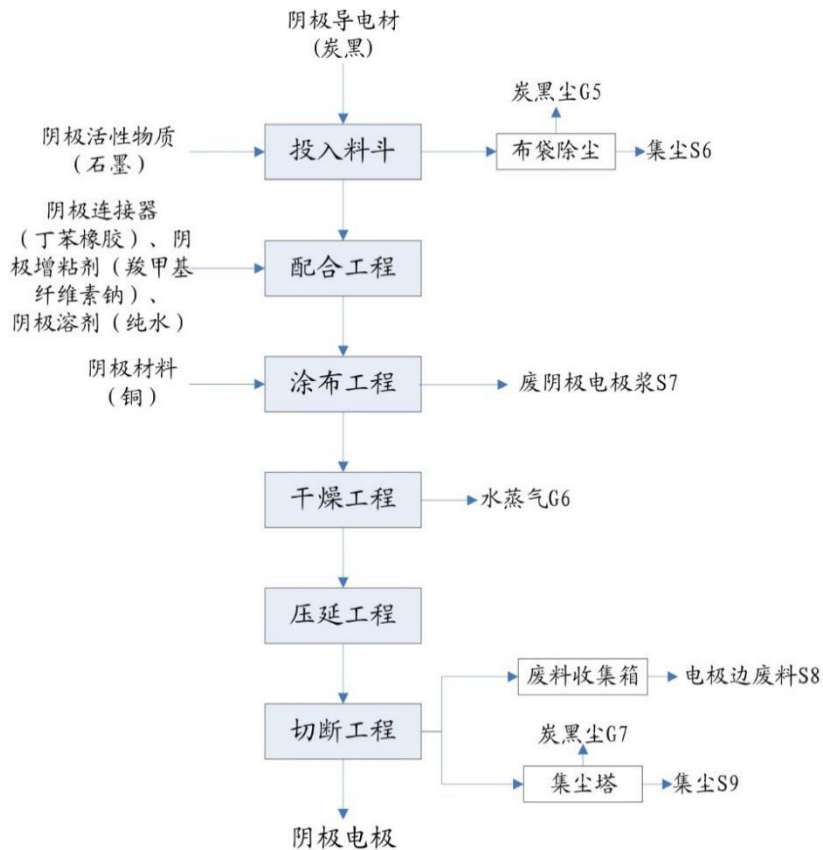 阴极导电材
(炭黑)
炭黑尘G5
阴极活性物质
（石墨）
投入料斗
布袋除尘
集尘S6
阴极连接器
（丁苯橡胶）、阴
极增粘剂（羧甲基
纤维素钠）、
阴极溶剂（纯水）
配合工程
阴极材料
（铜）
涂布工程
废阴极电极浆S7
干燥工程
水蒸气G6
压延工程
废料收集箱
电极边废料S8
切断工程
炭黑尘G7
集尘塔
集尘S9
阴极电极